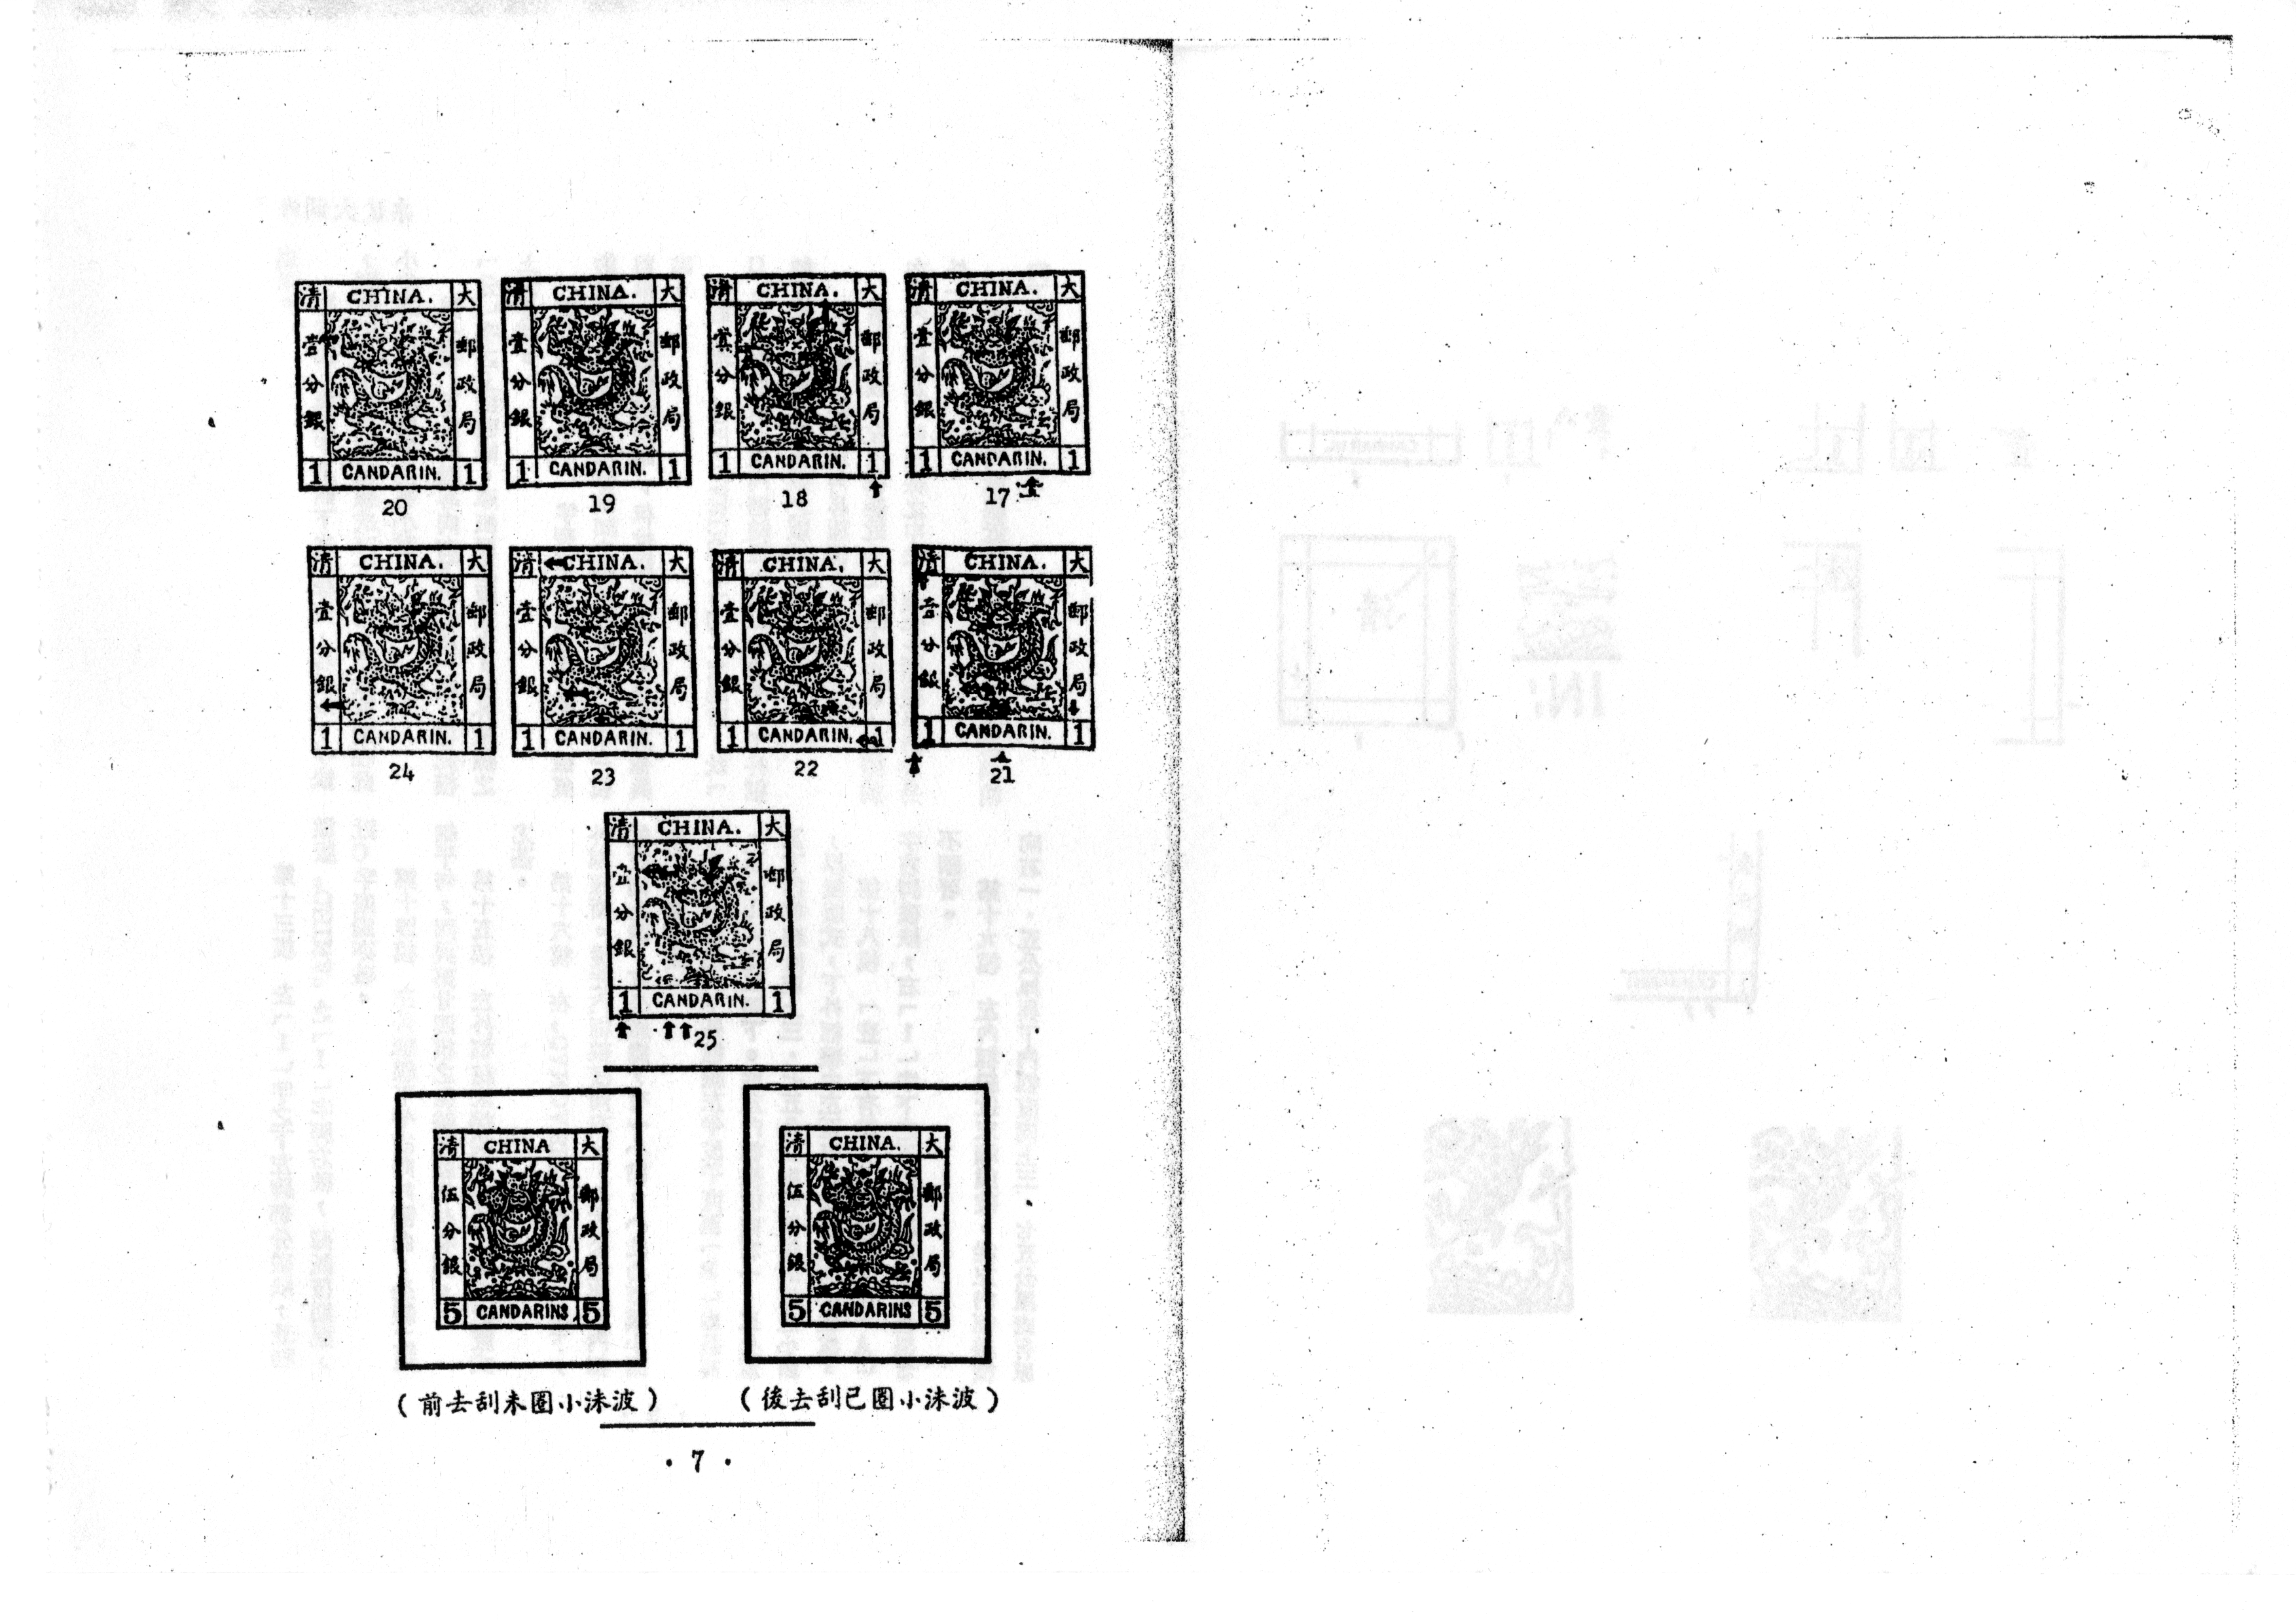 清 CHINA. 大 清 CHINA. 大 清 CHINA. 大 清 CHINA. 大
壹分銀 郵政局 壹分銀 郵政局 壹分銀 郵政局 壹分銀 郵政局
1 CANDARIN. 1 1 CANDARIN. 1 1 CANDARIN. 1 1 CANDARIN. 1
20 19 18 17
清 CHINA. 大 清 CHINA. 大 清 CHINA. 大 清 CHINA. 大
壹分銀 郵政局 壹分銀 郵政局 壹分銀 郵政局 壹分銀 郵政局
1 CANDARIN. 1 1 CANDARIN. 1 1 CANDARIN. 1 1 CANDARIN. 1
24 23 22 21
清 CHINA. 大
壹分銀 郵政局
1 CANDARIN. 1
25
清 CHINA 大 清 CHINA. 大
伍分銀 郵政局 伍分銀 郵政局
5 CANDARINS 5 5 CANDARINS 5
(前去刮未圈小沬波) (後去刮已圈小沬波)
· 7 ·